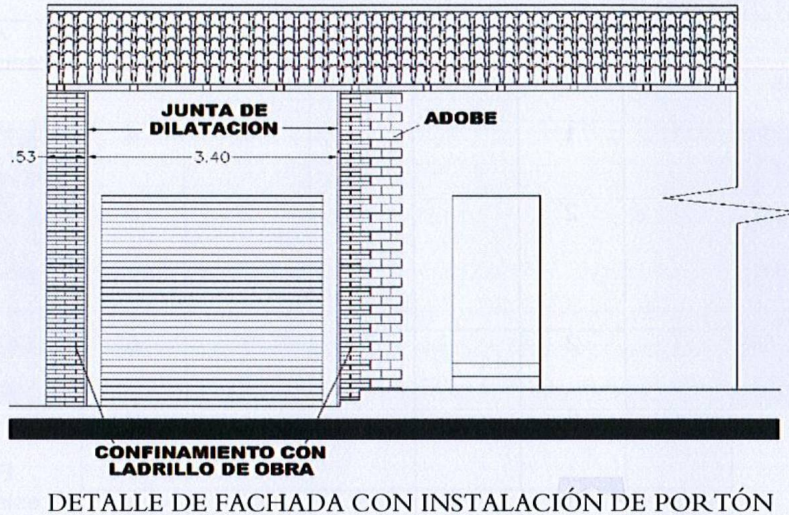 JUNTA DE
DILATACION
ADOBE
.53
3.40
CONFINAMIENTO CON
LADRILLO DE OBRA
DETALLE DE FACHADA CON INSTALACIÓN DE PORTÓN